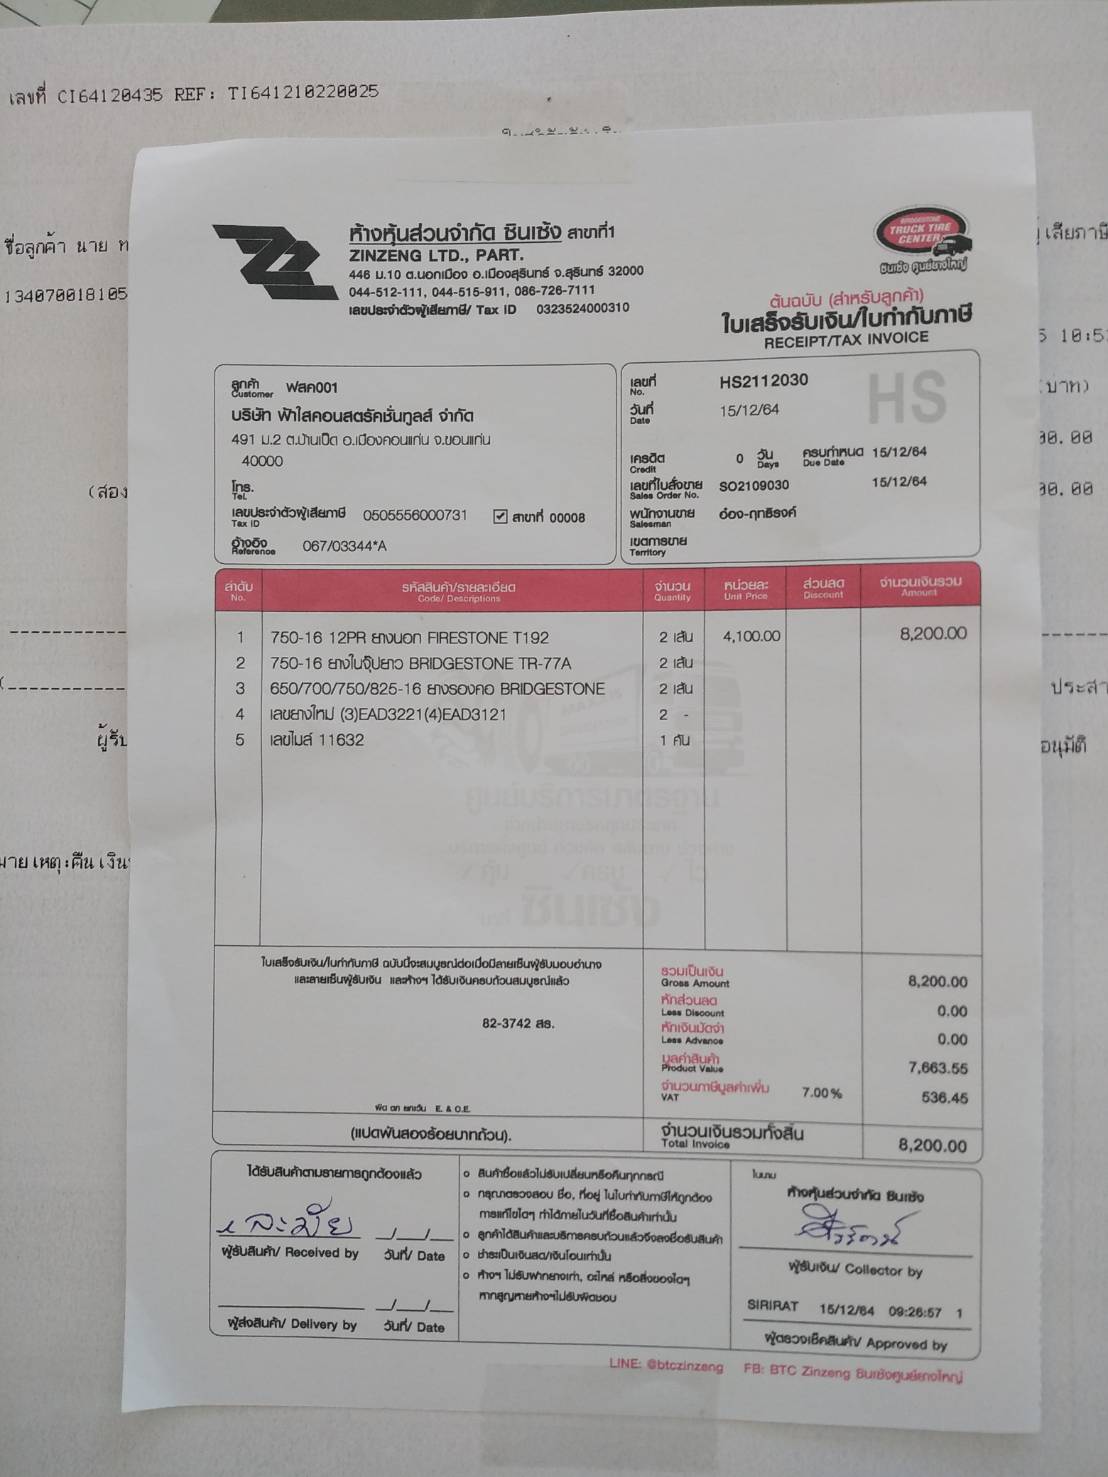 เลขที่ CI64120435 REF: TI641210220025
ชื่อลูกค้า นาย
เสียภาษี
134070018105
10:5
(บาท)
00.00
(สอง
00.00
ประสา
ผู้รับ
อนุมัติ
มายเหตุ:คืนเงิน
ZZ
ห้างหุ้นส่วนจำกัด ซินเซ้ง สาขาที่1
ZINZENG LTD., PART.
446 ม.10 ต.นอกเมือง อ.เมืองสุรินทร์ จ.สุรินทร์ 32000
044-512-111, 044-515-911, 086-726-7111
เลขประจำตัวผู้เสียภาษี/ Tax ID 0323524000310
BRIDGESTONE
TRUCK TIRE
CENTER
ซินเซ้ง ศูนย์ยางใหญ่
ต้นฉบับ (สำหรับลูกค้า)
ใบเสร็จรับเงิน/ใบกำกับภาษี
RECEIPT/TAX INVOICE
ลูกค้า ฟสค001
Customer
บริษัท ฟ้าใสคอนสตรัคชั่นทูลส์ จำกัด
491 ม.2 ต.บ้านเป็ด อ.เมืองคอนแก่น จ.ขอนแก่น
40000
โทร.
Tel.
เลขประจำตัวผู้เสียภาษี 0505556000731 ☑ สาขาที่ 00008
Tax ID
อ้างอิง 067/03344*A
Reference
HS
เลขที่ HS2112030
No.
วันที่ 15/12/64
Date
เครดิต 0 วัน ครบกำหนด 15/12/64
Credit Days Due Date
เลขที่ใบสั่งขาย SO2109030 15/12/64
Sales Order No.
พนักงานขาย อ๋อง-ฤทธิรงค์
Salesman
เขตการขาย
Territory
ลำดับ รหัสสินค้า/รายละเอียด จำนวน หน่วยละ ส่วนลด จำนวนเงินรวม
No. Code/ Descriptions Quantity Unit Price Discount Amount
1 750-16 12PR ยางนอก FIRESTONE T192 2 เส้น 4,100.00 8,200.00
2 750-16 ยางในจุ๊ปยาว BRIDGESTONE TR-77A 2 เส้น
3 650/700/750/825-16 ยางรองคอ BRIDGESTONE 2 เส้น
4 เลขยางใหม่ (3)EAD3221(4)EAD3121 2 -
5 เลขไมล์ 11632 1 คัน
ศูนย์บริการมาตรฐาน
ซินเซ้ง
ใบเสร็จรับเงิน/ใบกำกับภาษี ฉบับนี้จะสมบูรณ์ต่อเมื่อมีลายเซ็นผู้รับมอบอำนาจ
และลายเซ็นผู้รับเงิน และห้างฯ ได้รับเงินครบถ้วนสมบูรณ์แล้ว
82-3742 สร.
ผิด ตก ยกเว้น E. & O.E.
(แปดพันสองร้อยบาทถ้วน).
รวมเป็นเงิน 8,200.00
Gross Amount
หักส่วนลด 0.00
Less Discount
หักเงินมัดจำ 0.00
Less Advance
มูลค่าสินค้า 7,663.55
Product Value
จำนวนภาษีมูลค่าเพิ่ม 7.00% 536.45
VAT
จำนวนเงินรวมทั้งสิ้น 8,200.00
Total Invoice
ได้รับสินค้าตามรายการถูกต้องแล้ว
ละมัย
ผู้รับสินค้า/ Received by วันที่/ Date
ผู้ส่งสินค้า/ Delivery by วันที่/ Date
o สินค้าซื้อแล้วไม่รับเปลี่ยนหรือคืนทุกกรณี
o กรุณาตรวจสอบ ชื่อ, ที่อยู่ ในใบกำกับภาษีให้ถูกต้อง
การแก้ไขใดๆ ทำได้ภายในวันที่ซื้อสินค้าเท่านั้น
o ลูกค้าได้สินค้าและบริการครบถ้วนแล้วจึงลงชื่อรับสินค้า
o ชำระเป็นเงินสด/เงินโอนเท่านั้น
o ห้างฯ ไม่รับฝากยางเก่า, อะไหล่ หรือสิ่งของใดๆ
หากสูญหายห้างฯไม่รับผิดชอบ
ในนาม
ห้างหุ้นส่วนจำกัด ซินเซ้ง
ผู้รับเงิน/ Collector by
SIRIRAT 15/12/64 09:26:57 1
ผู้ตรวจเช็คสินค้า/ Approved by
LINE: @btczinzeng FB: BTC Zinzeng ซินเซ้งศูนย์ยางใหญ่